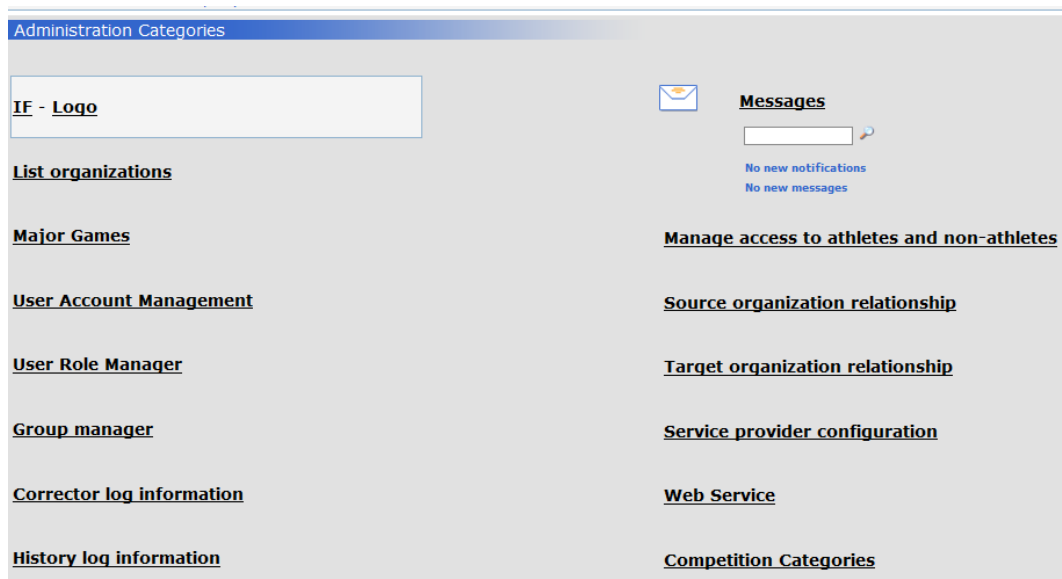 Administration Categories
IF - Logo
List organizations
Major Games
User Account Management
User Role Manager
Group manager
Corrector log information
History log information
Messages
No new notifications
No new messages
Manage access to athletes and non-athletes
Source organization relationship
Target organization relationship
Service provider configuration
Web Service
Competition Categories